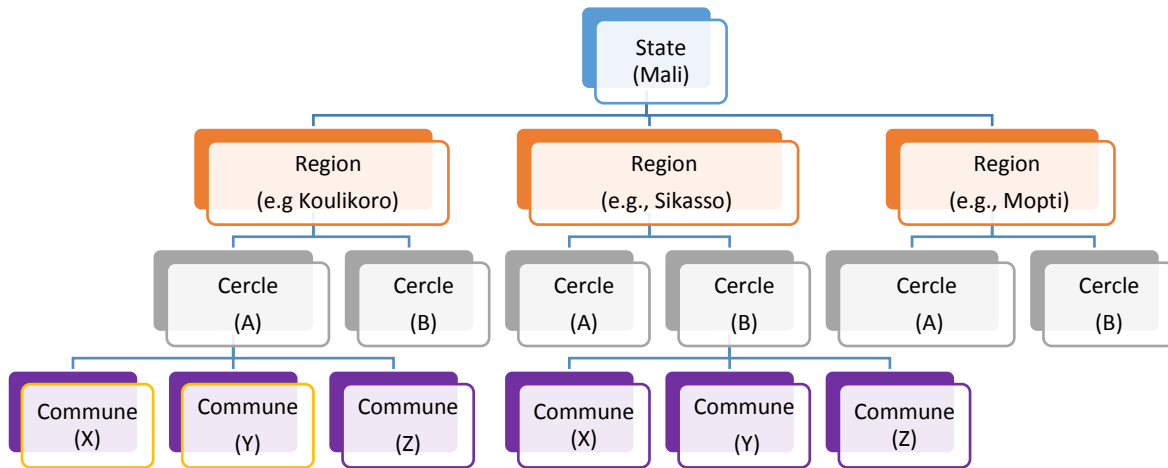 State
(Mali)
Region
(e.g Koulikoro)
Region
(e.g., Sikasso)
Region
(e.g., Mopti)
Cercle
(A)
Cercle
(B)
Cercle
(A)
Cercle
(B)
Cercle
(A)
Cercle
(B)
Commune
(X)
Commune
(Y)
Commune
(Z)
Commune
(X)
Commune
(Y)
Commune
(Z)